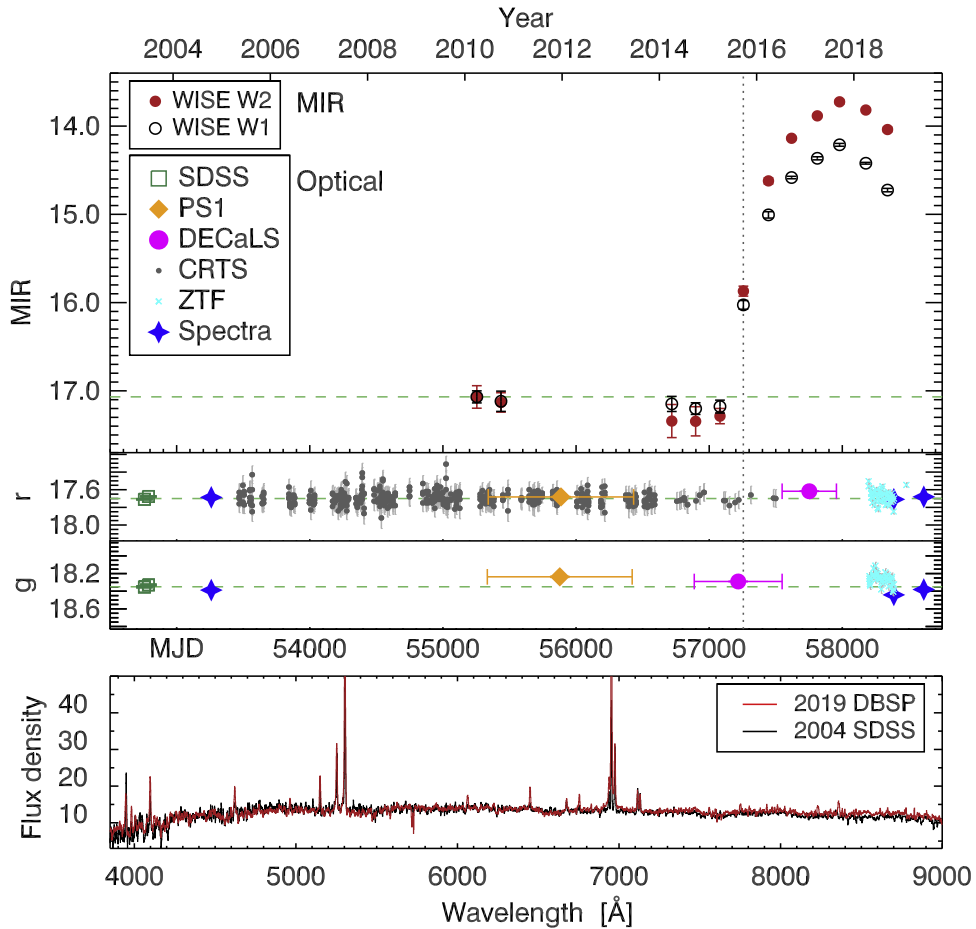 Year
2004 2006 2008 2010 2012 2014 2016 2018
WISE W2
WISE W1
MIR
SDSS
PS1
DECaLS
CRTS
ZTF
Spectra
Optical
MIR
14.0
15.0
16.0
17.0
r
17.6
18.0
g
18.2
18.6
MJD 54000 55000 56000 57000 58000
Flux density
40
30
20
10
2019 DBSP
2004 SDSS
4000 5000 6000 7000 8000 9000
Wavelength [Å]